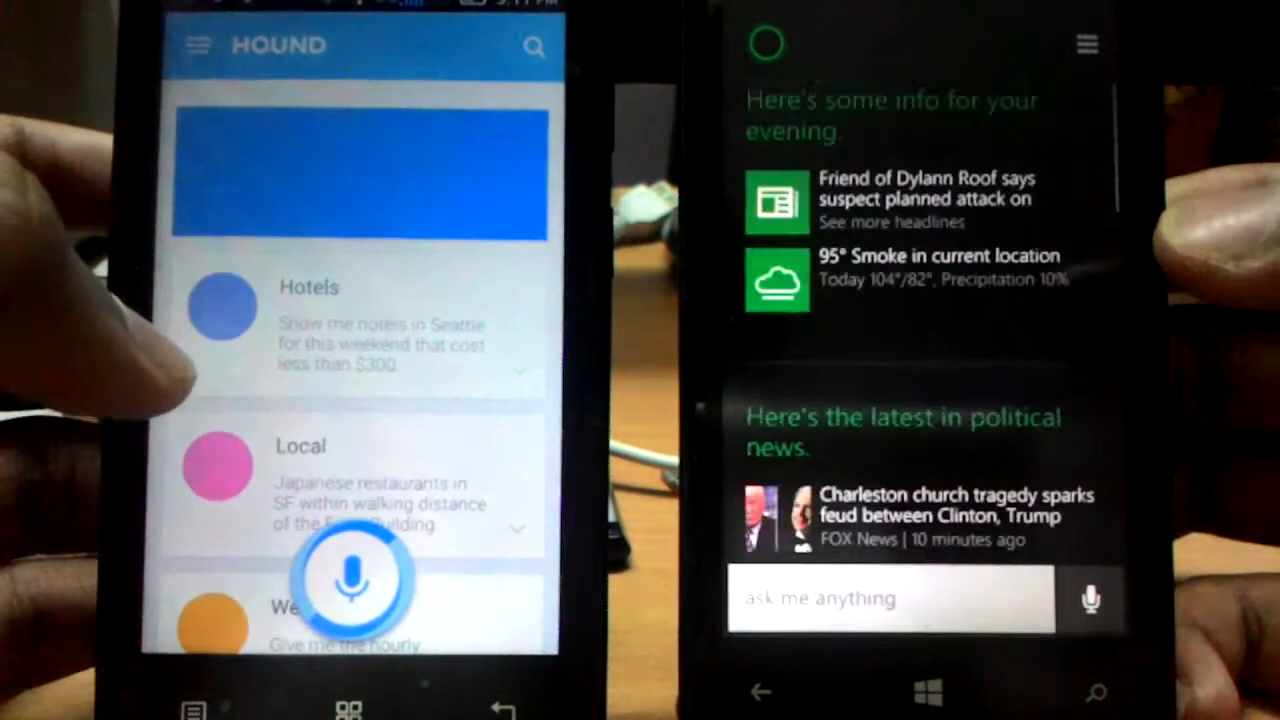 HOUND
Hotels
Show me hotels in Seattle
for this weekend that cost
less than $300.
Local
Japanese restaurants in
SF within walking distance
of the Building.
Give me the hourly
Here's some info for your
evening.
Friend of Dylann Roof says
suspect planned attack on
See more headlines
95° Smoke in current location
Today 104°/82°. Precipitation 10%
Here's the latest in political
news.
Charleston church tragedy sparks
feud between Clinton, Trump
FOX News | 10 minutes ago
ask me anything